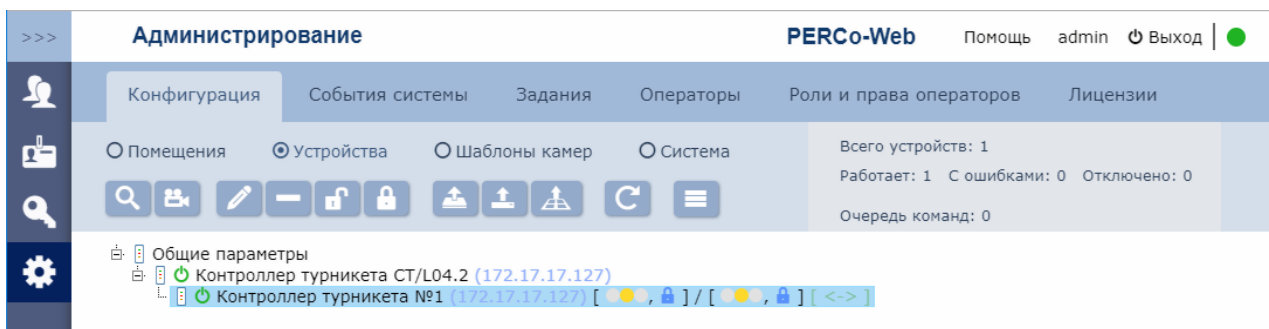 >>> Администрирование PERCo-Web Помощь admin Выход
Конфигурация События системы Задания Операторы Роли и права операторов Лицензии
Помещения Устройства Шаблоны камер Система
Всего устройств: 1
Работает: 1 С ошибками: 0 Отключено: 0
Очередь команд: 0
Общие параметры
Контроллер турникета CT/L04.2 (172.17.17.127)
Контроллер турникета №1 (172.17.17.127) [ , ] / [ , ] [ <-> ]